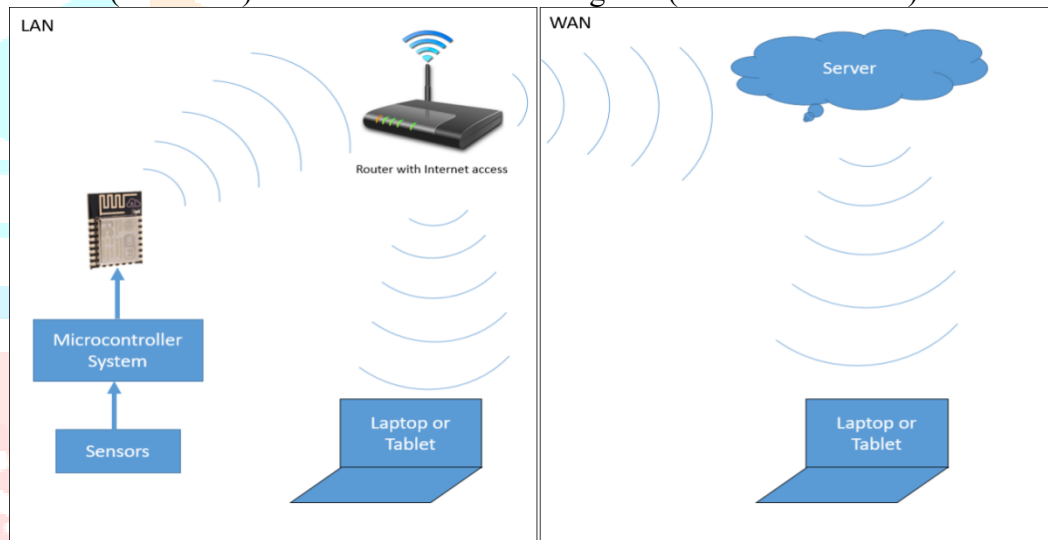 LAN
WAN
Server
Router with Internet access
Microcontroller
System
Sensors
Laptop or
Tablet
Laptop or
Tablet